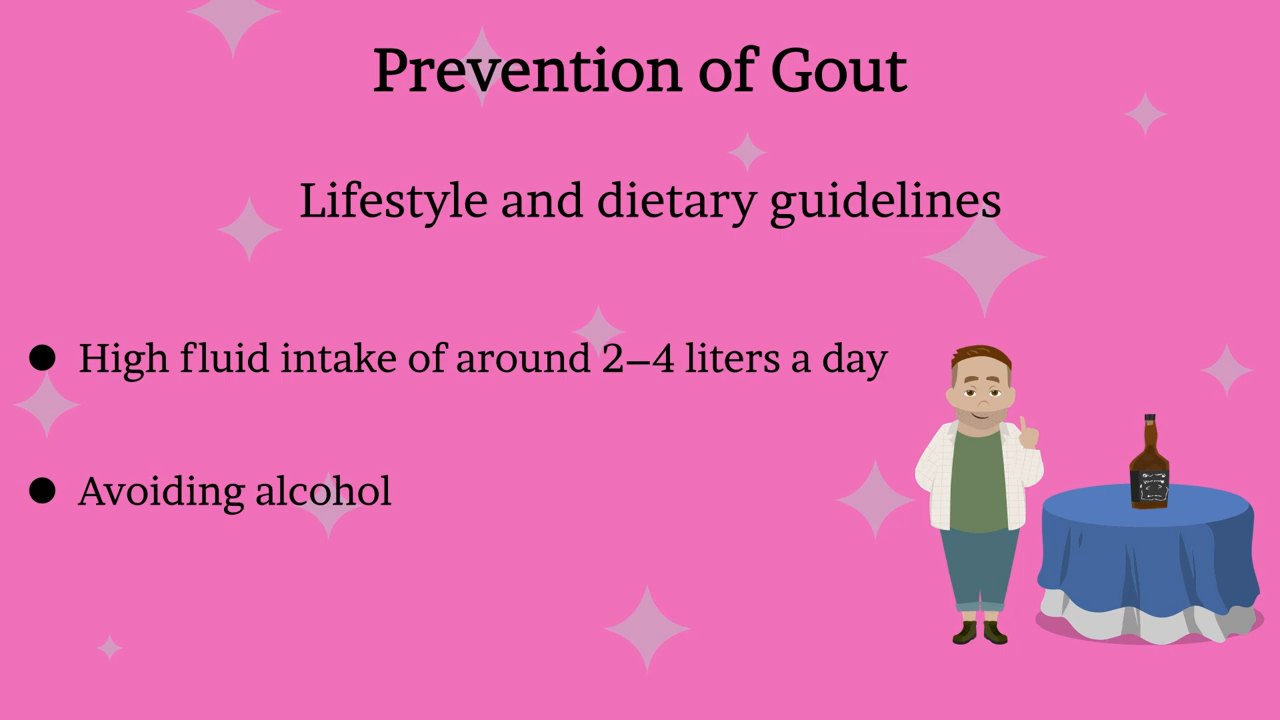 Prevention of Gout
Lifestyle and dietary guidelines
● High fluid intake of around 2–4 liters a day
● Avoiding alcohol